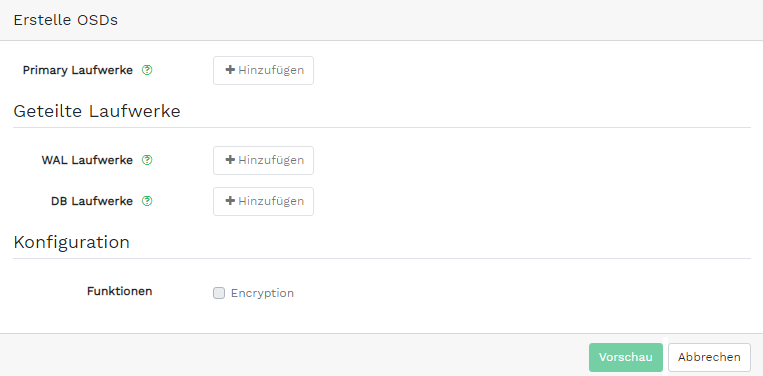 Erstelle OSDs
Primary Laufwerke ? + Hinzufügen
Geteilte Laufwerke
WAL Laufwerke ? + Hinzufügen
DB Laufwerke ? + Hinzufügen
Konfiguration
Funktionen Encryption
Vorschau Abbrechen